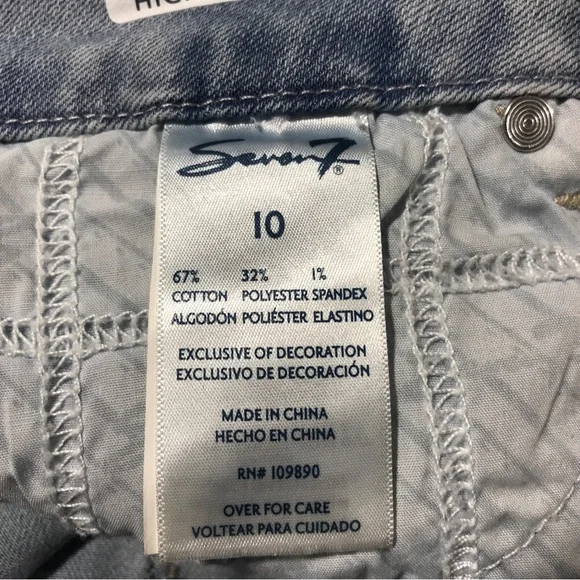 HIG
Seven7®
10
67% 32% 1%
COTTON POLYESTER SPANDEX
ALGODÓN POLIÉSTER ELASTINO
EXCLUSIVE OF DECORATION
EXCLUSIVO DE DECORACIÓN
MADE IN CHINA
HECHO EN CHINA
RN# 109890
OVER FOR CARE
VOLTEAR PARA CUIDADO